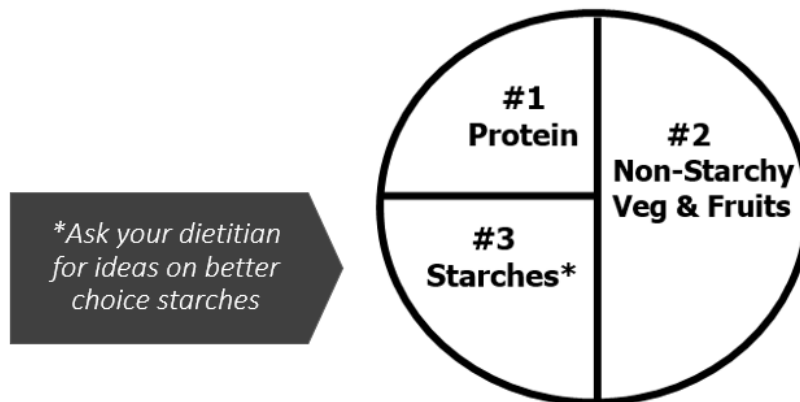 #1
Protein
#2
Non-Starchy
Veg & Fruits
*Ask your dietitian
for ideas on better
choice starches
#3
Starches*